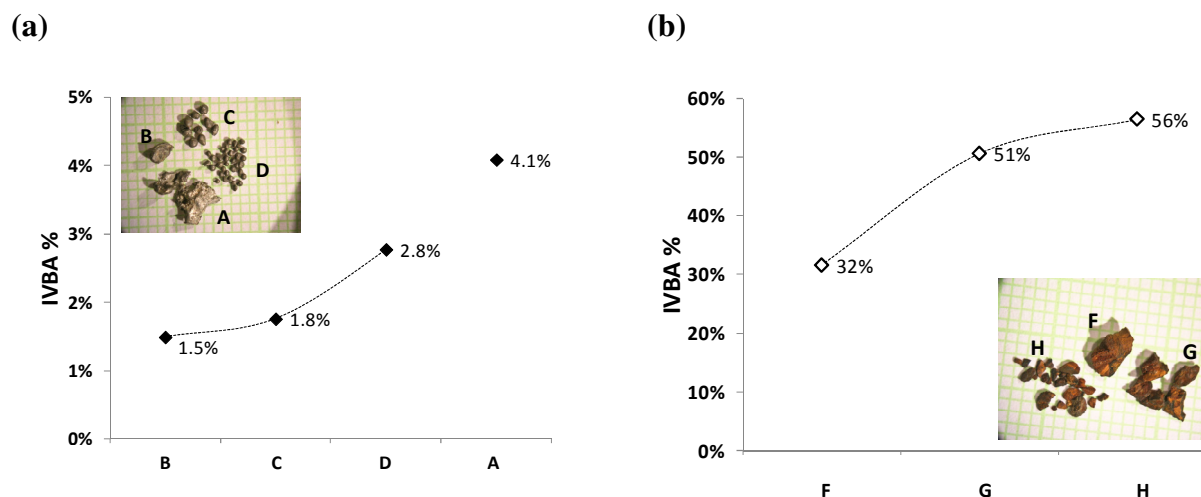 (a)
IVBA %
5%
4%
3%
2%
1%
0%
B
C
D
A
1.5%
1.8%
2.8%
4.1%
B
C
D
A
(b)
IVBA %
60%
50%
40%
30%
20%
10%
0%
32%
51%
56%
F
H
G
F
G
H